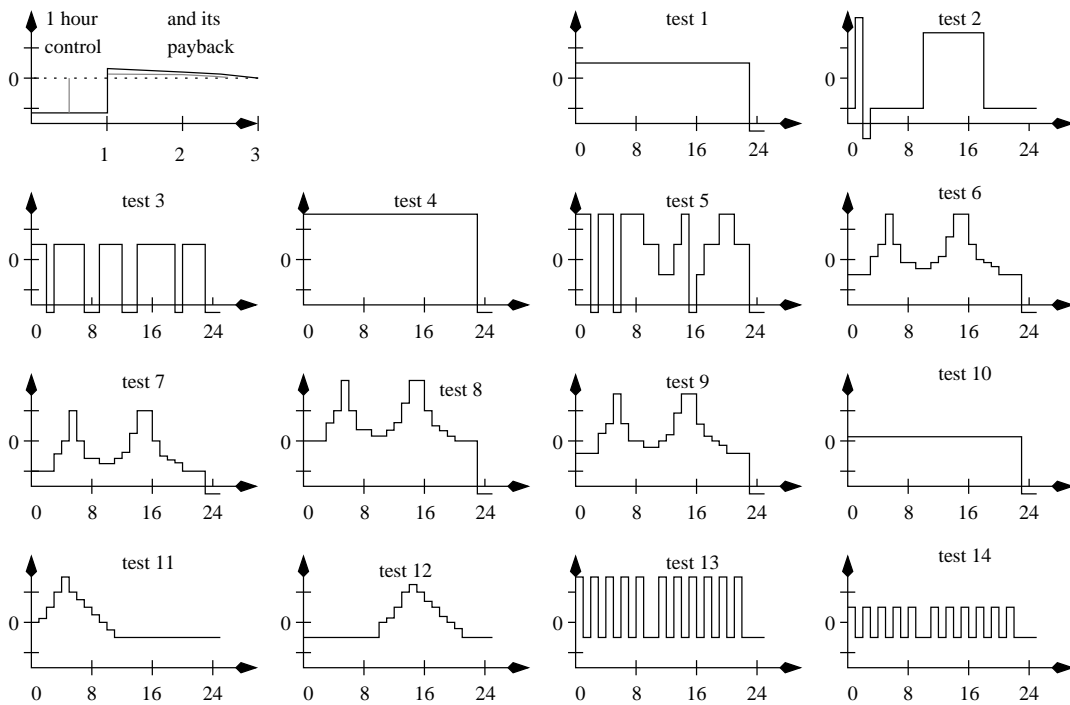 1 hour and its
control payback
0
1 2 3
test 1
0
0 8 16 24
test 2
0
0 8 16 24
test 3
0
0 8 16 24
test 4
0
0 8 16 24
test 5
0
0 8 16 24
test 6
0
0 8 16 24
test 7
0
0 8 16 24
test 8
0
0 8 16 24
test 9
0
0 8 16 24
test 10
0
0 8 16 24
test 11
0
0 8 16 24
test 12
0
0 8 16 24
test 13
0
0 8 16 24
test 14
0
0 8 16 24